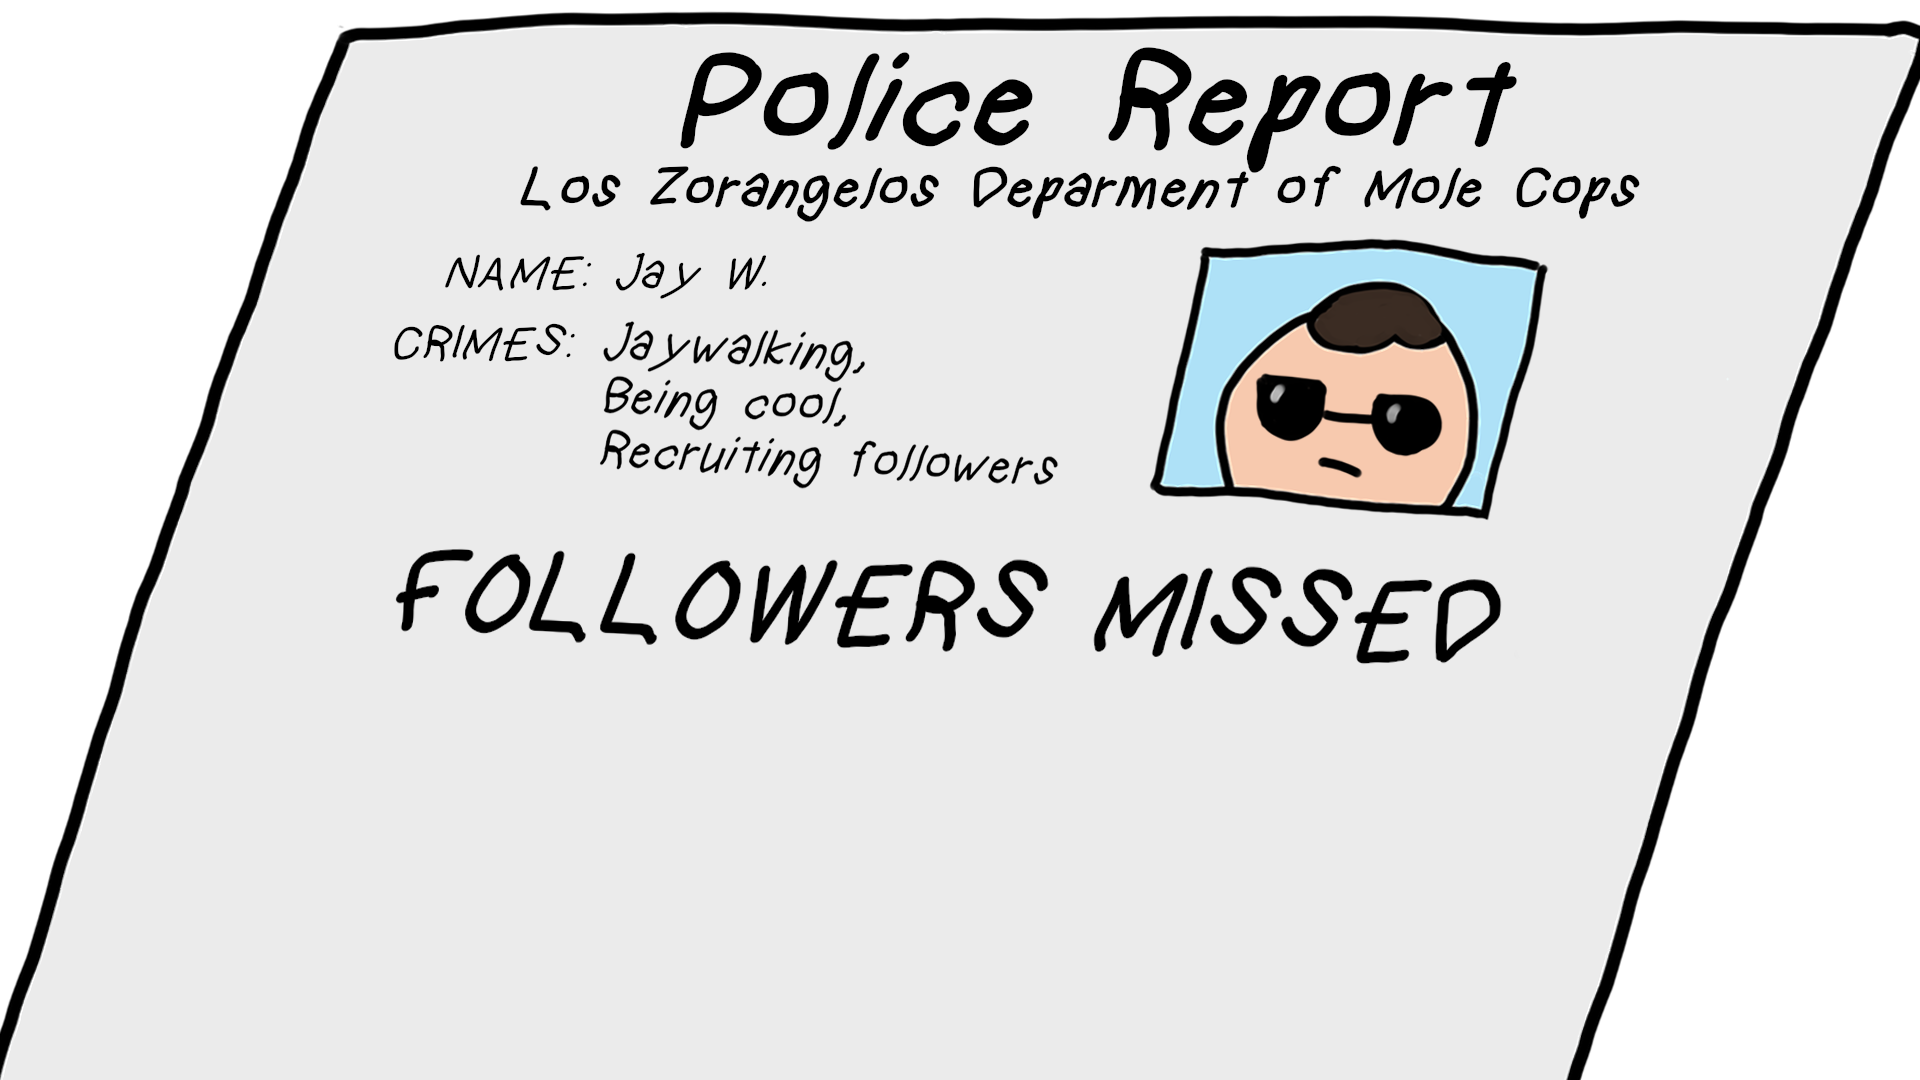 Police Report
Los Zorangelos Deparment of Mole Cops
NAME: Jay W.
CRIMES: Jaywalking,
Being cool,
Recruiting followers
FOLLOWERS MISSED